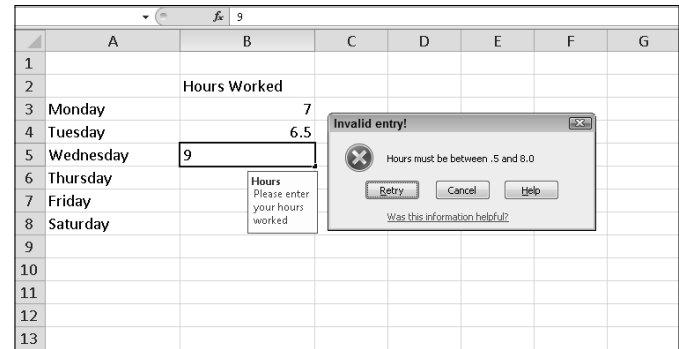 fx 9
A B C D E F G
1
2 Hours Worked
3 Monday 7
4 Tuesday 6.5
5 Wednesday 9
6 Thursday
7 Friday
8 Saturday
9
10
11
12
13
Hours
Please enter
your hours
worked
Invalid entry!
Hours must be between .5 and 8.0
Retry Cancel Help
Was this information helpful?